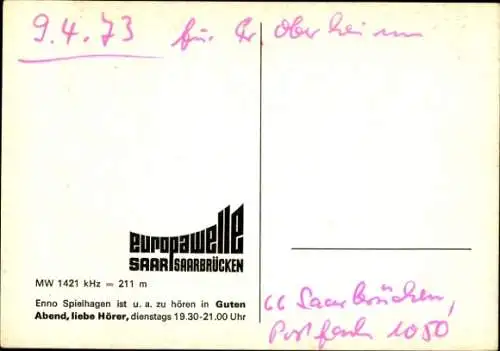 9.4.73 für Gr Oberheim
europawelle
SAAR SAARBRÜCKEN
MW 1421 kHz = 211 m
Enno Spielhagen ist u. a. zu hören in Guten
Abend, liebe Hörer, dienstags 19.30-21.00 Uhr
66 Saarbrücken,
Postfach 1050